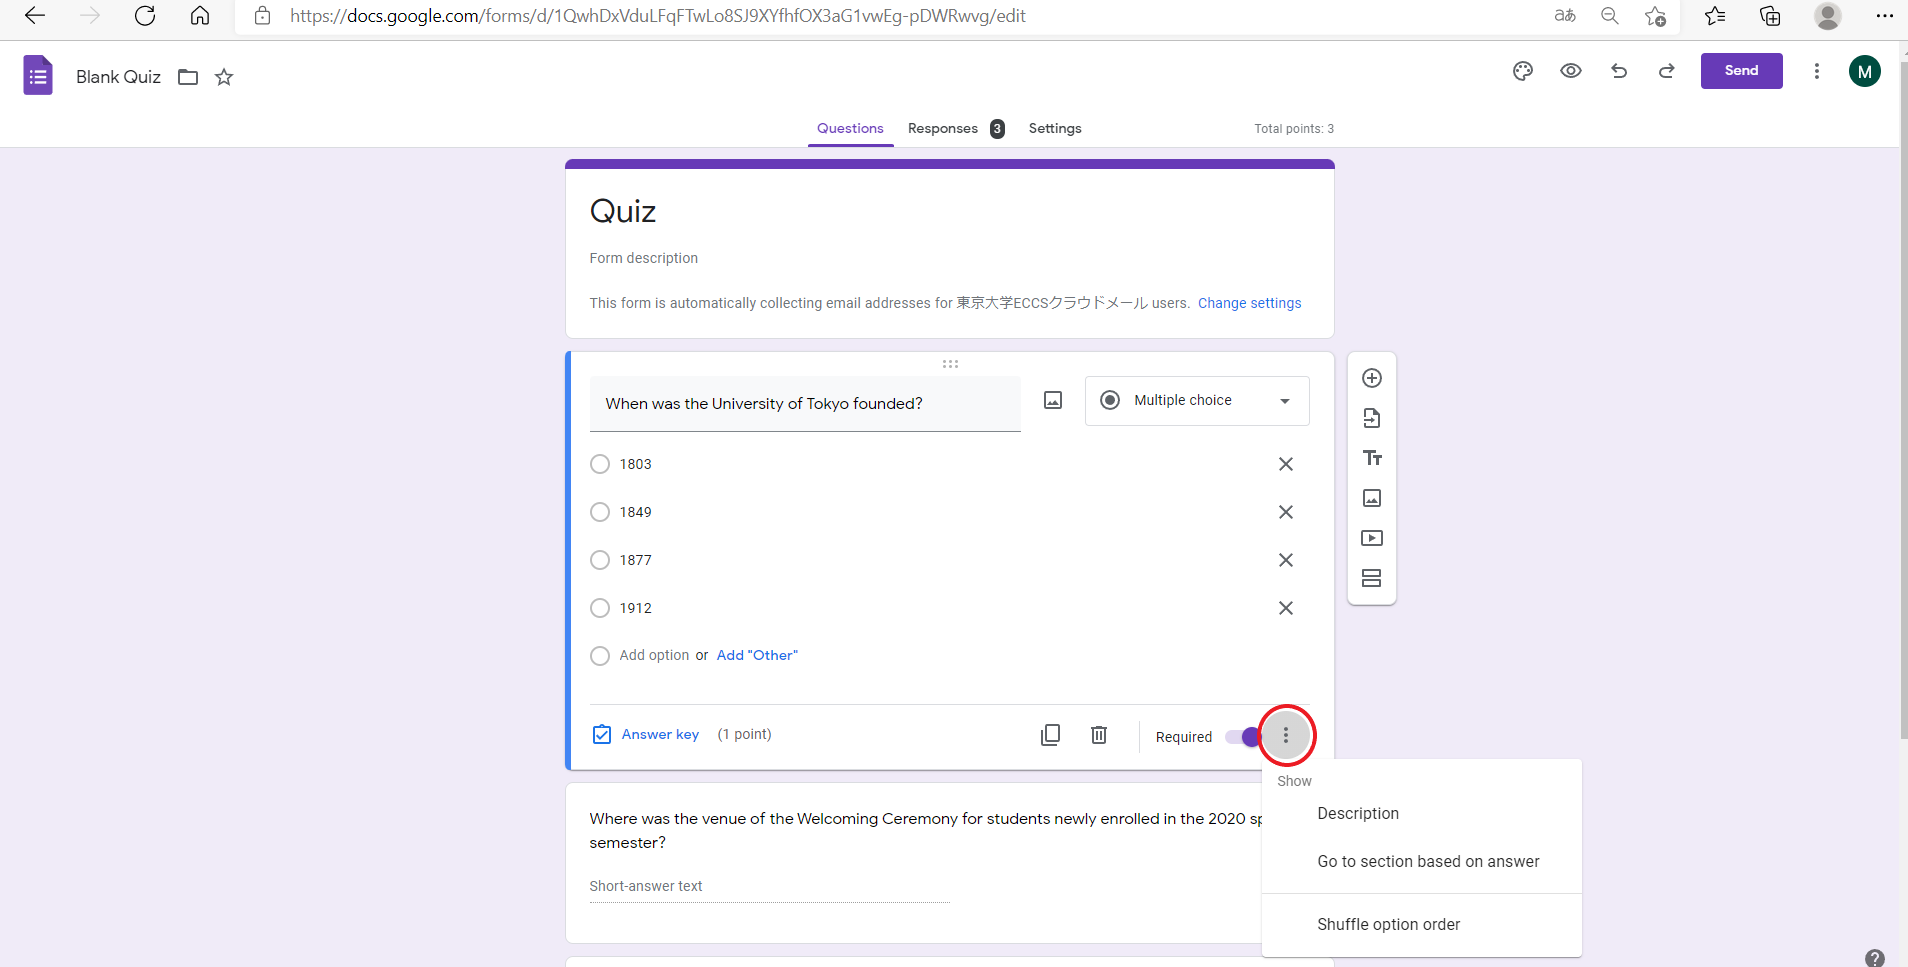 https://docs.google.com/forms/d/1QwhDxVduLFqFTwLo8SJ9XYfhfOX3aG1vwEg-pDWRwvg/edit
aあ
Blank Quiz
Send
M
Questions Responses 3 Settings
Total points: 3
Quiz
Form description
This form is automatically collecting email addresses for 東京大学ECCSクラウドメール users. Change settings
When was the University of Tokyo founded?
Multiple choice
1803
1849
1877
1912
Add option or Add "Other"
Answer key (1 point)
Required
Show
Description
Go to section based on answer
Shuffle option order
Where was the venue of the Welcoming Ceremony for students newly enrolled in the 2020 sp
semester?
Short-answer text